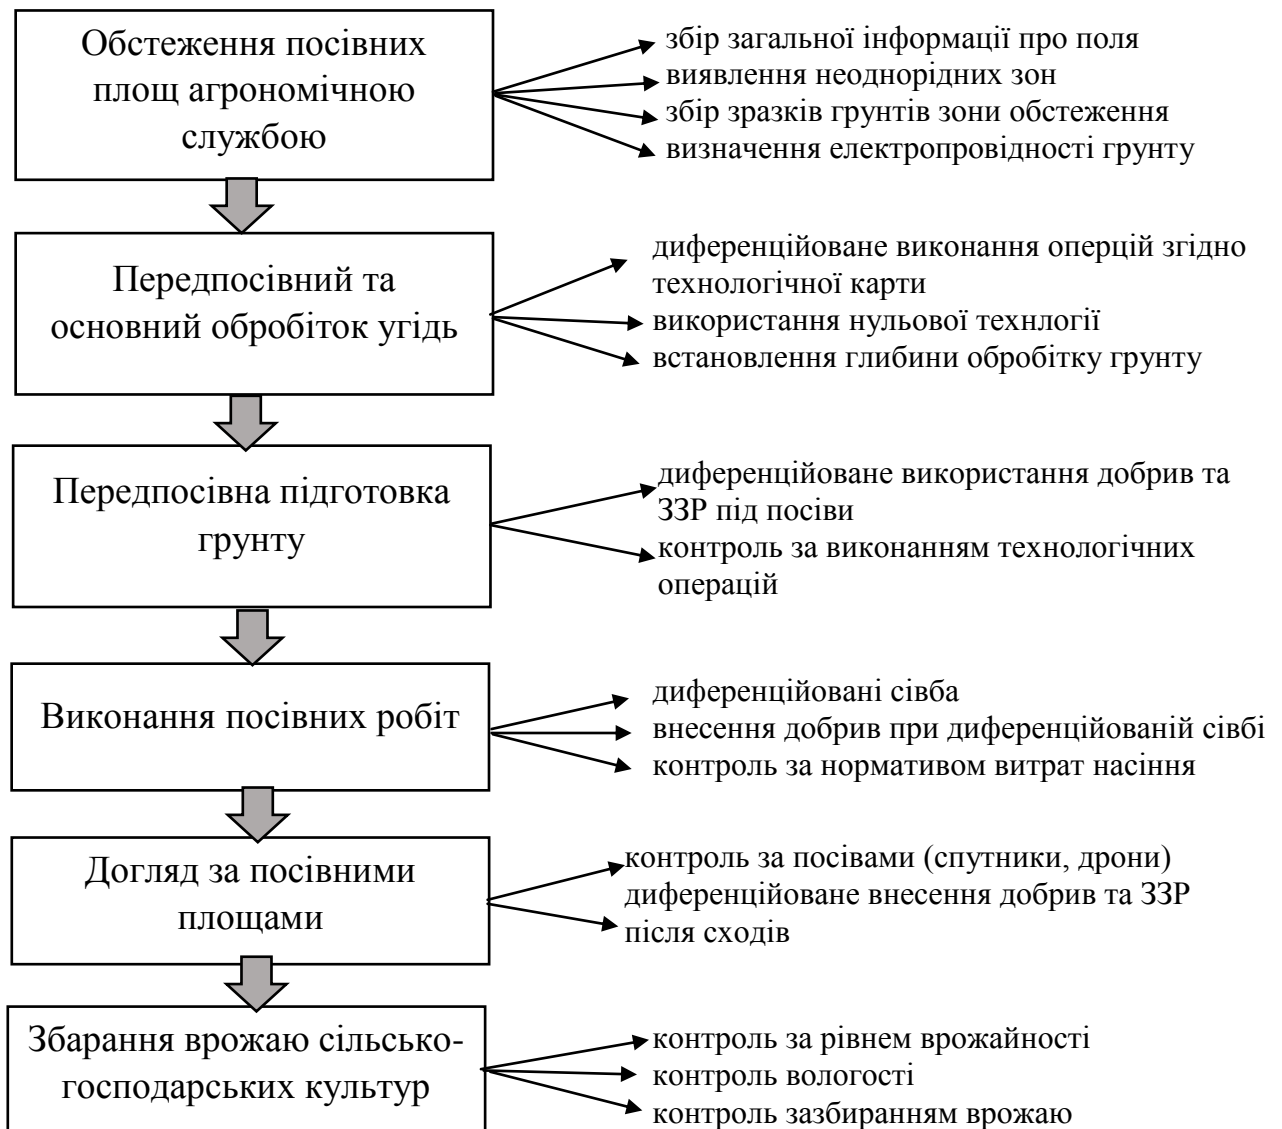 Обстеження посівних
площ агрономічною
службою
збір загальної інформації про поля
виявлення неоднорідних зон
збір зразків грунтів зони обстеження
визначення електропровідності грунту
Передпосівний та
основний обробіток угідь
диференційоване виконання оперцій згідно
технологічної карти
використання нульової технлогії
встановлення глибини обробітку грунту
Передпосівна підготовка
грунту
диференційоване використання добрив та
ЗЗР під посіви
контроль за виконанням технологічних
операцій
Виконання посівних робіт
диференційовані сівба
внесення добрив при диференційованій сівбі
контроль за нормативом витрат насіння
Догляд за посівними
площами
контроль за посівами (спутники, дрони)
диференційоване внесення добрив та ЗЗР
після сходів
Збарання врожаю сільсько-
господарських культур
контроль за рівнем врожайності
контроль вологості
контроль зазбиранням врожаю